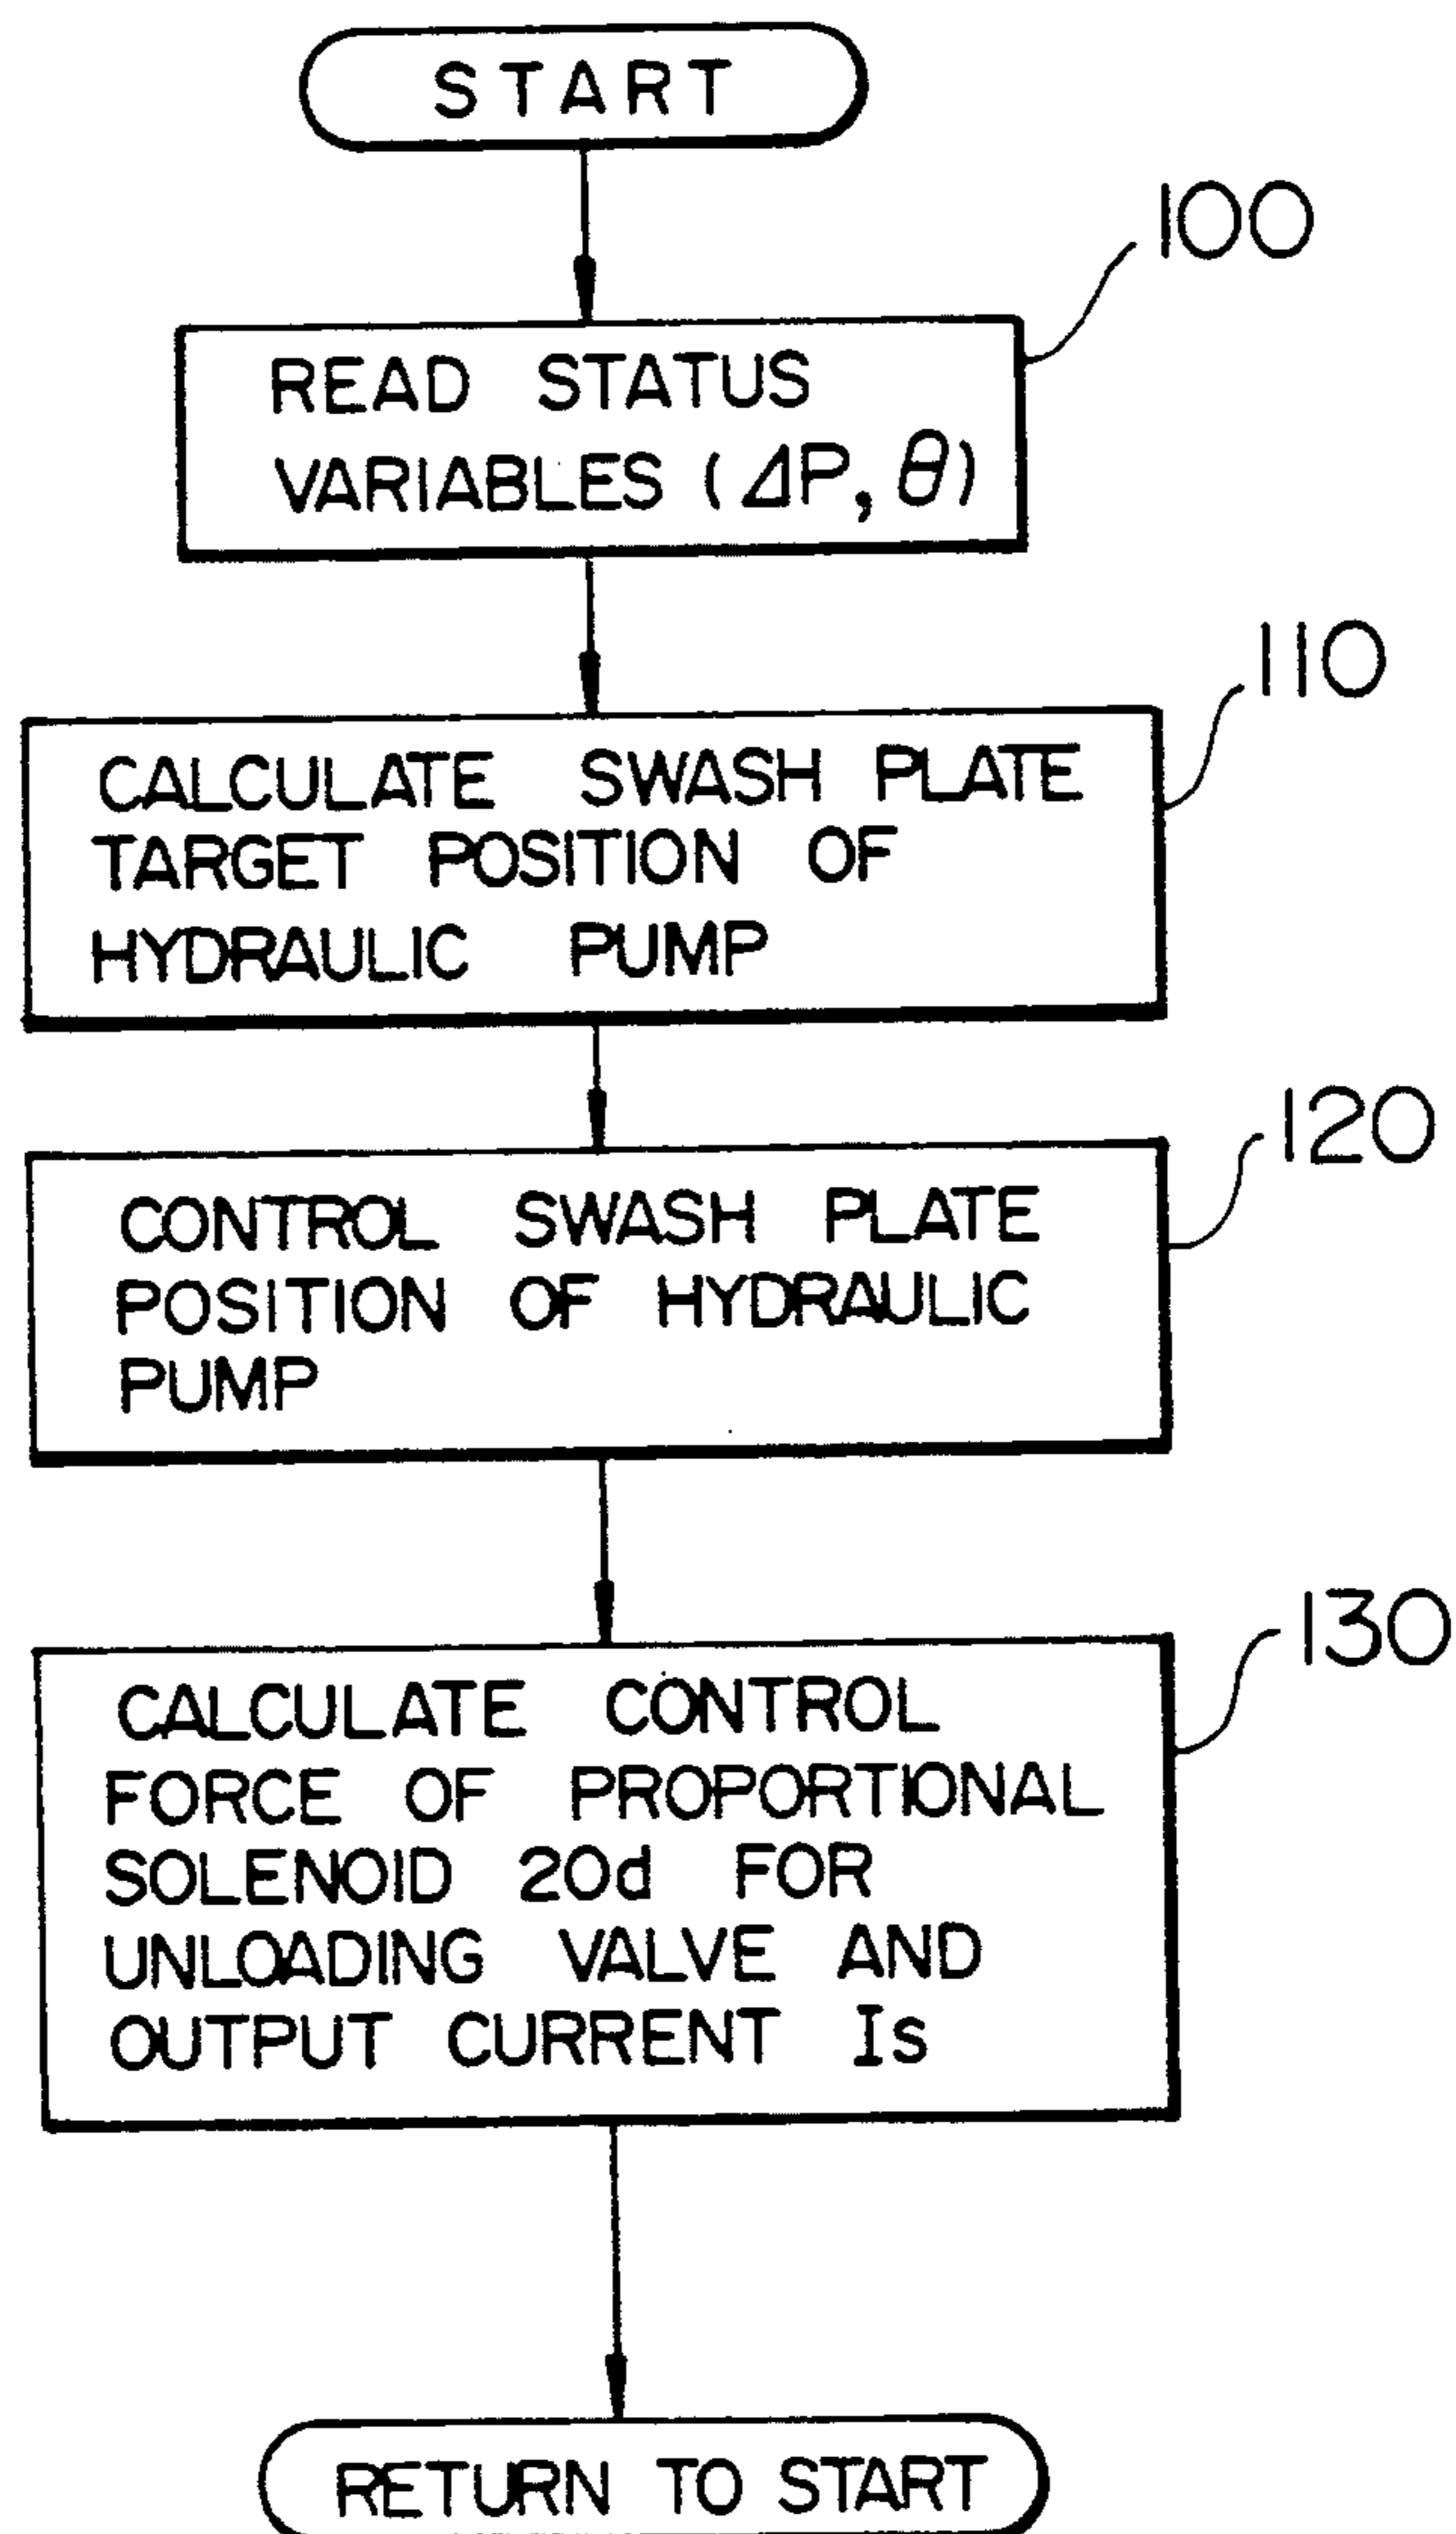 START
100
READ STATUS
VARIABLES (ΔP, θ)
110
CALCULATE SWASH PLATE
TARGET POSITION OF
HYDRAULIC PUMP
120
CONTROL SWASH PLATE
POSITION OF HYDRAULIC
PUMP
130
CALCULATE CONTROL
FORCE OF PROPORTIONAL
SOLENOID 20d FOR
UNLOADING VALVE AND
OUTPUT CURRENT Is
RETURN TO START